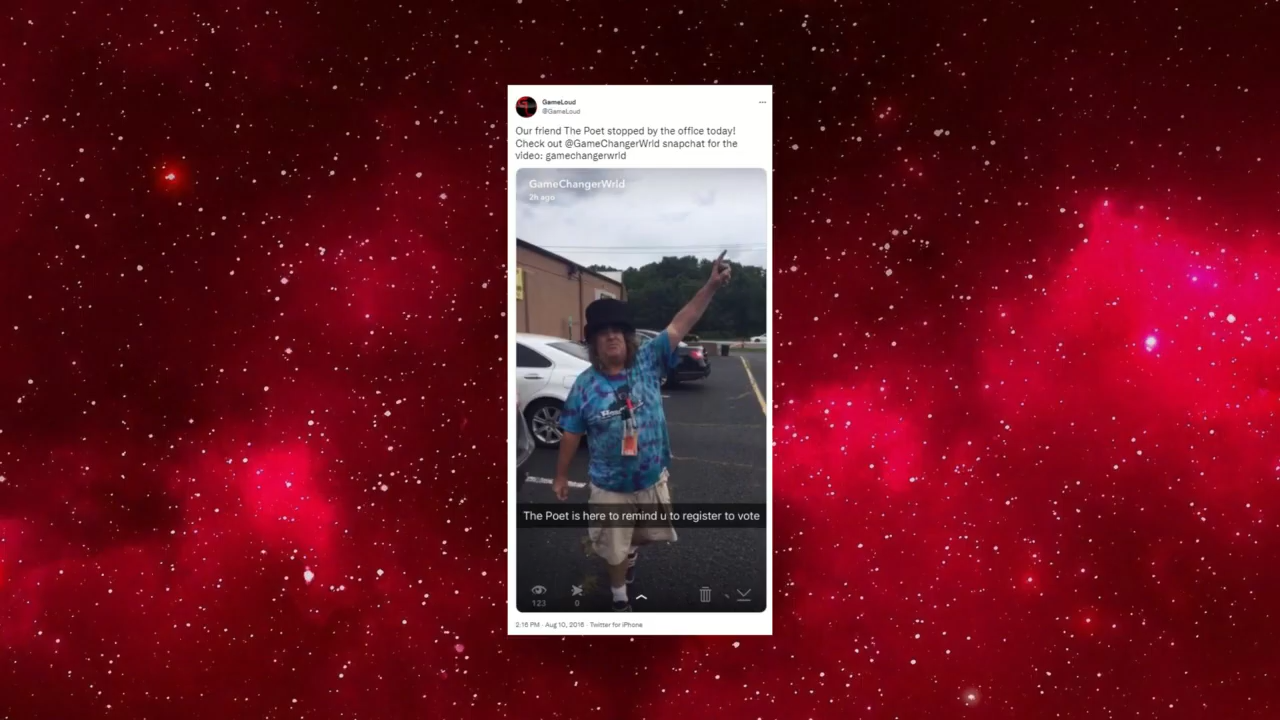 GameLoud
@GameLoud
Our friend The Poet stopped by the office today!
Check out @GameChangerWrld snapchat for the
video: gamechangerwrld
GameChangerWrld
2h ago
The Poet is here to remind u to register to vote
123
0
2:16 PM · Aug 10, 2016 · Twitter for iPhone